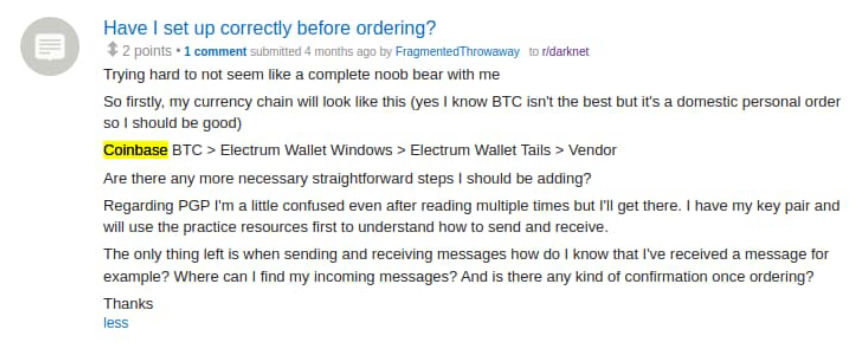 Have I set up correctly before ordering?
2 points • 1 comment submitted 4 months ago by FragmentedThrowaway to r/darknet
Trying hard to not seem like a complete noob bear with me
So firstly, my currency chain will look like this (yes I know BTC isn't the best but it's a domestic personal order
so I should be good)
Coinbase BTC > Electrum Wallet Windows > Electrum Wallet Tails > Vendor
Are there any more necessary straightforward steps I should be adding?
Regarding PGP I'm a little confused even after reading multiple times but I'll get there. I have my key pair and
will use the practice resources first to understand how to send and receive.
The only thing left is when sending and receiving messages how do I know that I've received a message for
example? Where can I find my incoming messages? And is there any kind of confirmation once ordering?
Thanks
less